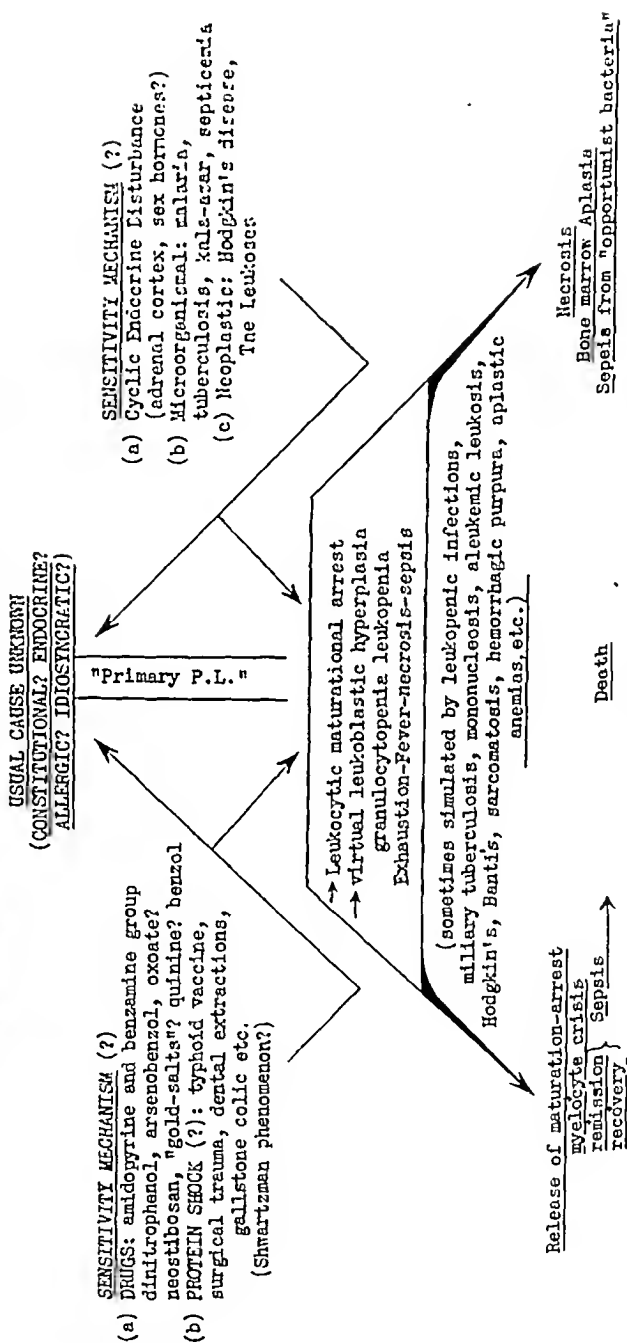 USUAL CAUSE UNKNOWN
(CONSTITUTIONAL? ENDOCRINE?
ALLERGIC? IDIOSYNCRATIC?)
SENSITIVITY MECHANISM (?)
(a) DRUGS: amidopyrine and benzamine group
dinitrophenol, arsenobenzol, oxoate?
neostibosan, "gold-salts"? quinine? benzol
(b) PROTEIN SHOCK (?): typhoid vaccine,
surgical trauma, dental extractions,
gallstone colic etc.
(Shwartzman phenomenon?)
"Primary P.L."
SENSITIVITY MECHANISM (?)
(a) Cyclic Endocrine Disturbance
(adrenal cortex, sex hormones?)
(b) Microorganismal: malaria,
tuberculosis, kala-azar, septicemia
(c) Neoplastic: Hodgkin's disease,
The Leukoses
→ Leukocytic maturational arrest
→ virtual leukoblastic hyperplasia
granulocytopenia leukopenia
Exhaustion-Fever-necrosis-sepsis
(sometimes simulated by leukopenic infections,
miliary tuberculosis, mononucleosis, aleukemic leukosis,
Hodgkin's, Banti's, sarcomatosis, hemorrhagic purpura, aplastic
anemias, etc.)
Release of maturation-arrest
myelocyte crisis
remission } Sepsis
recovery
Death
Necrosis
Bone marrow Aplasia
Sepsis from "opportunist bacteria"